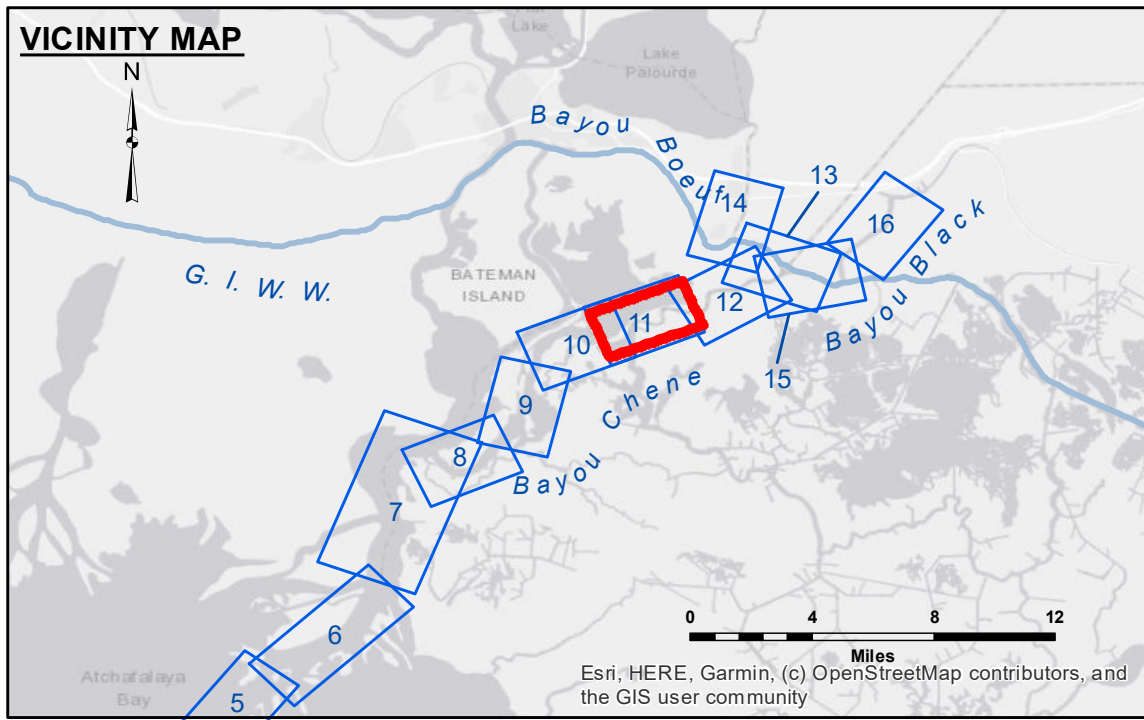 VICINITY MAP
N
Lake
Lake
Palourde
Bayou
Boeuf
13
14
16
G. I. W. W.
BATEMAN
ISLAND
Bayou Black
12
11
10
15
9
Bayou Chene
8
7
6
0 4 8 12
Miles
Atchafalaya
Bay
5
Esri, HERE, Garmin, (c) OpenStreetMap contributors, and
the GIS user community